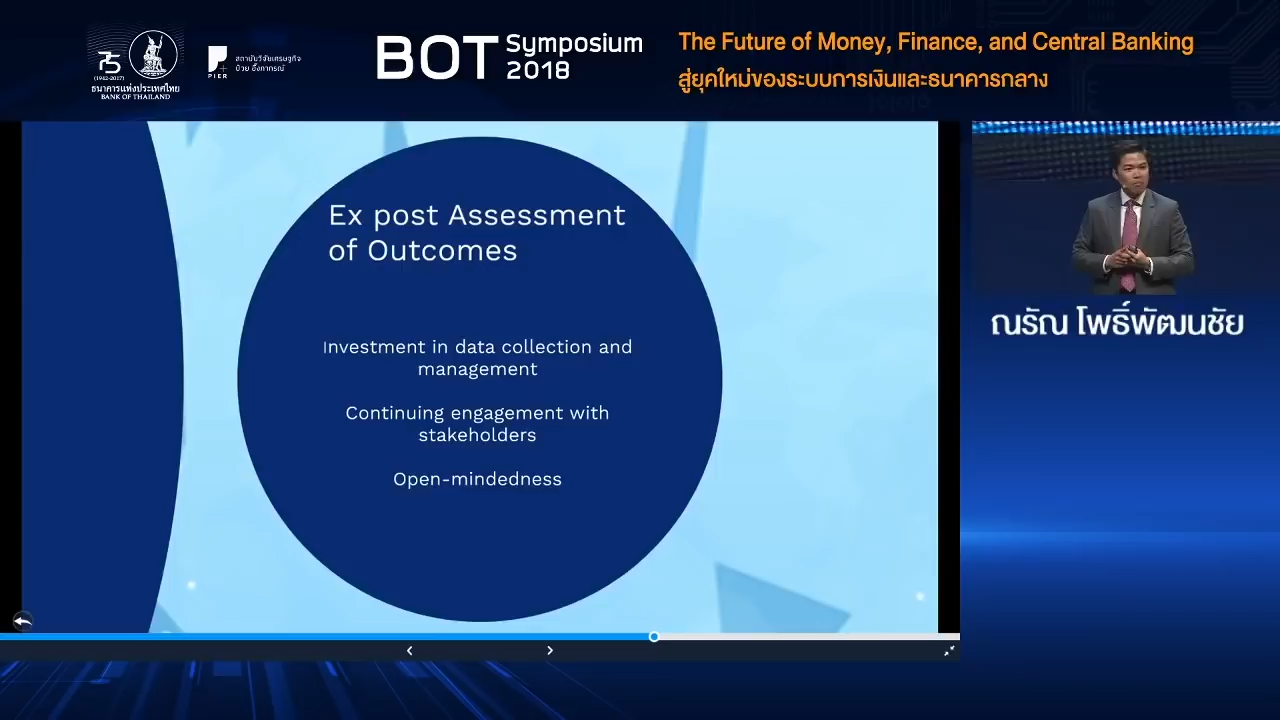 75
(1942-2017)
ธนาคารแห่งประเทศไทย
BANK OF THAILAND
P+
PIER
สถาบันวิจัยเศรษฐกิจ
ป๋วย อึ๊งภากรณ์
BOT Symposium 2018
The Future of Money, Finance, and Central Banking
สู่ยุคใหม่ของระบบการเงินและธนาคารกลาง
Ex post Assessment
of Outcomes
Investment in data collection and
management
Continuing engagement with
stakeholders
Open-mindedness
ณรัณ โพธิ์พัฒนชัย